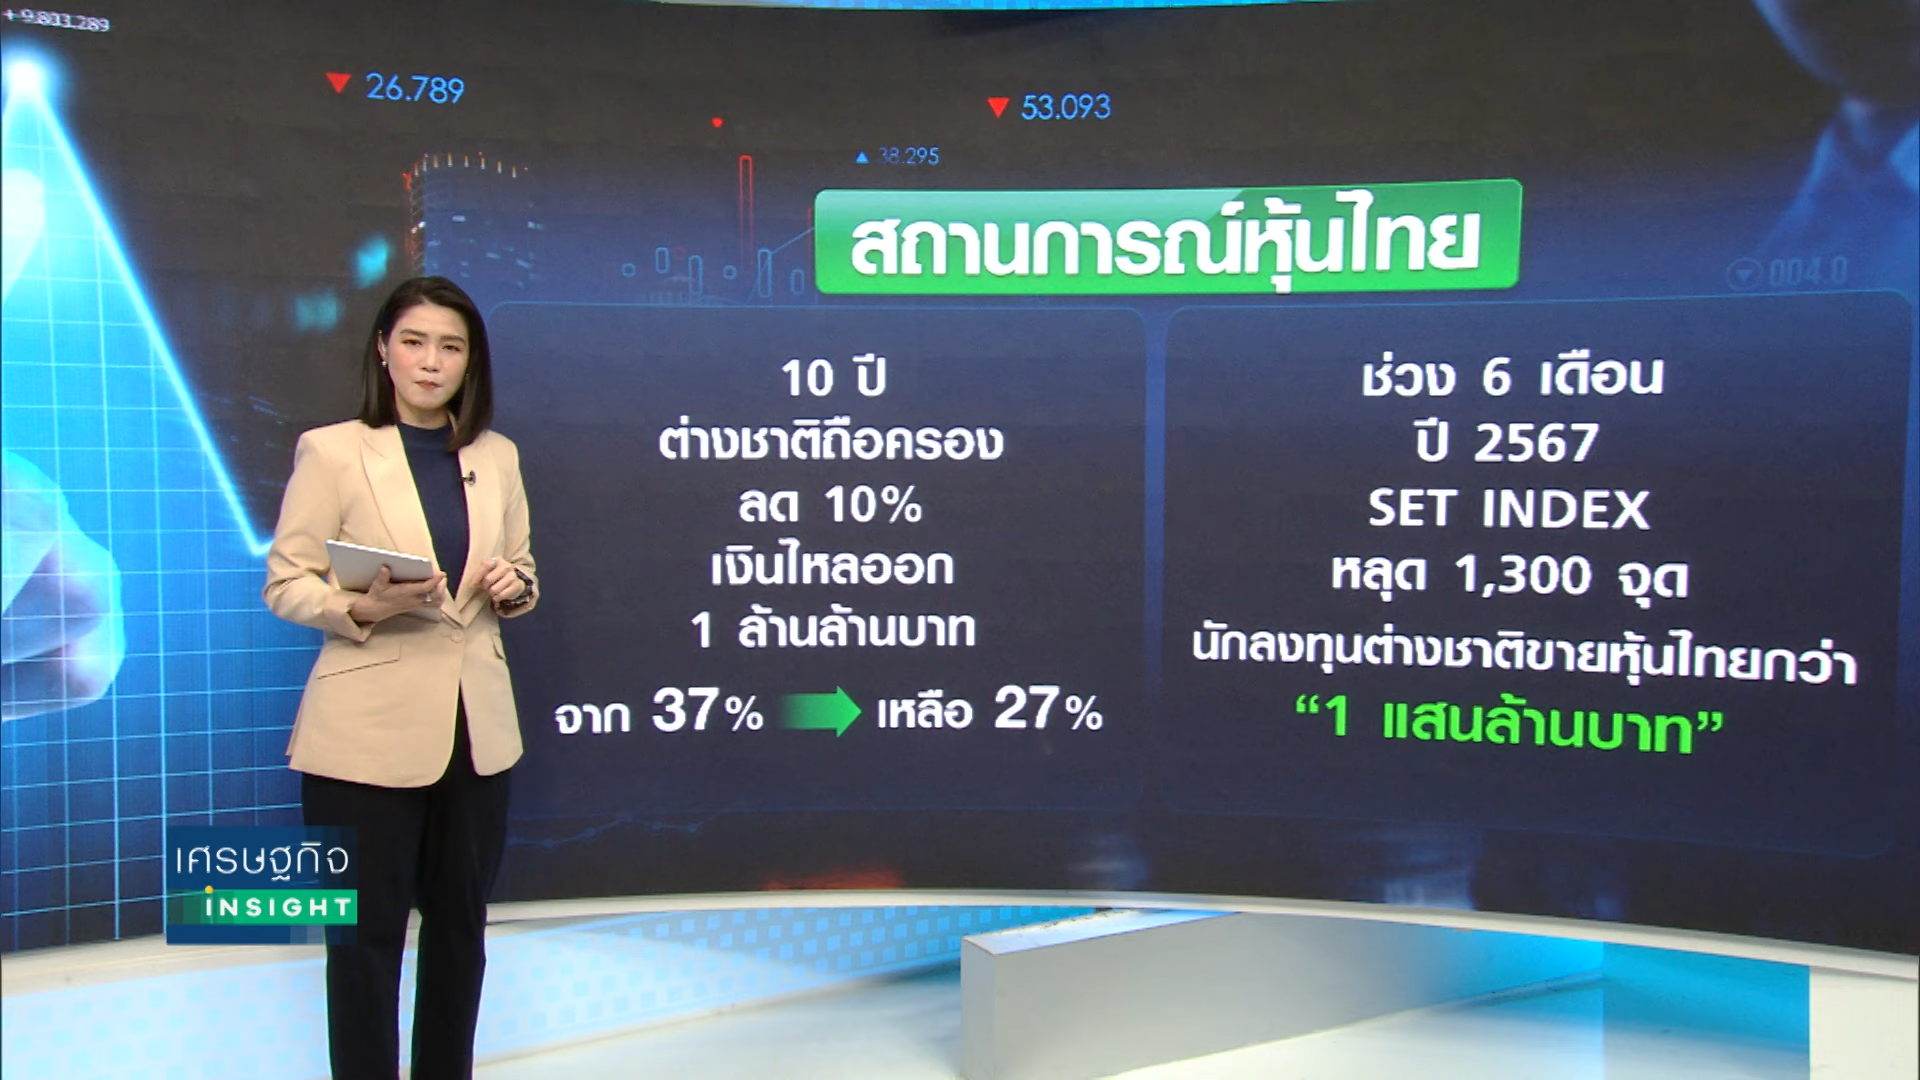 + 9.803.289
▼ 26.789
▼ 53.093
▲ 38.295
สถานการณ์หุ้นไทย
004.0
10 ปี
ต่างชาติถือครอง
ลด 10%
เงินไหลออก
1 ล้านล้านบาท
จาก 37% เหลือ 27%
ช่วง 6 เดือน
ปี 2567
SET INDEX
หลุด 1,300 จุด
นักลงทุนต่างชาติขายหุ้นไทยกว่า
“1 แสนล้านบาท”
เศรษฐกิจ
INSIGHT